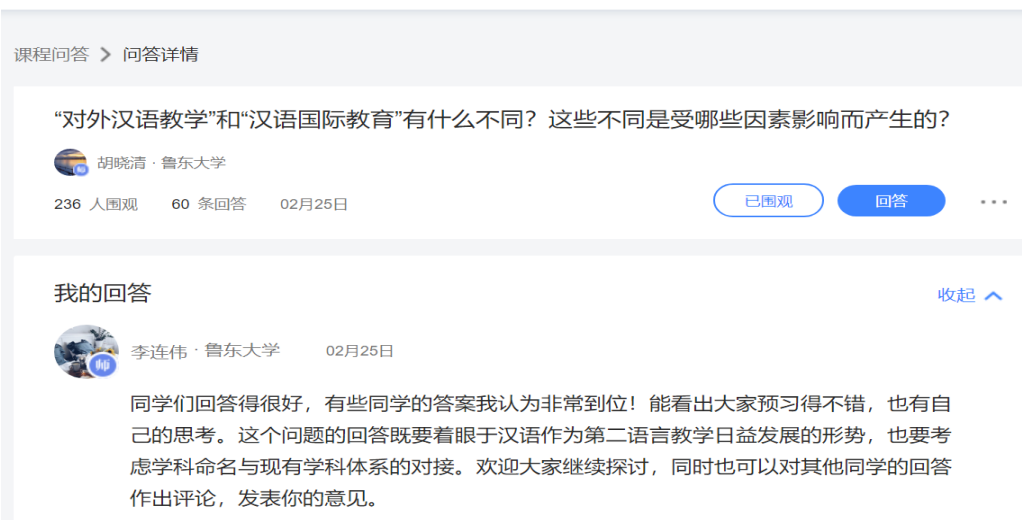 课程问答 > 问答详情
“对外汉语教学”和“汉语国际教育”有什么不同？这些不同是受哪些因素影响而产生的？
师
胡晓清 · 鲁东大学
236 人围观 60 条回答 02月25日
已围观 回答 ...
我的回答
收起
师
李连伟 · 鲁东大学 02月25日
同学们回答得很好，有些同学的答案我认为非常到位！能看出大家预习得不错，也有自
己的思考。这个问题的回答既要着眼于汉语作为第二语言教学日益发展的形势，也要考
虑学科命名与现有学科体系的对接。欢迎大家继续探讨，同时也可以对其他同学的回答
作出评论，发表你的意见。